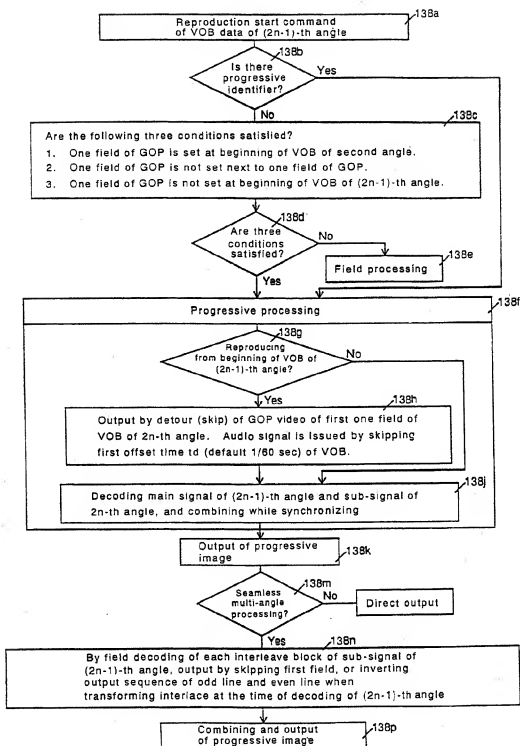 138a
Reproduction start command
of VOB data of (2n-1)-th angle
138b
Is there
progressive
identifier?
Yes
No
138c
Are the following three conditions satisfied?
1. One field of GOP is set at beginning of VOB of second angle.
2. One field of GOP is not set next to one field of GOP.
3. One field of GOP is not set at beginning of VOB of (2n-1)-th angle.
138d
Are three
conditions
satisfied?
No
138e
Field processing
Yes
138f
Progressive processing
138g
Reproducing
from beginning of VOB of
(2n-1)-th angle?
No
Yes
138h
Output by detour (skip) of GOP video of first one field of
VOB of 2n-th angle. Audio signal is issued by skipping
first offset time td (default 1/60 sec) of VOB.
138j
Decoding main signal of (2n-1)-th angle and sub-signal of
2n-th angle, and combining while synchronizing
Output of progressive
image
138k
138m
Seamless
multi-angle
processing?
No
Direct output
Yes
138n
By field decoding of each interleave block of sub-signal of
(2n-1)-th angle, output by skipping first field, or inverting
output sequence of odd line and even line when
transforming interlace at the time of decoding of (2n-1)-th angle
Combining and output
of progressive image
138p